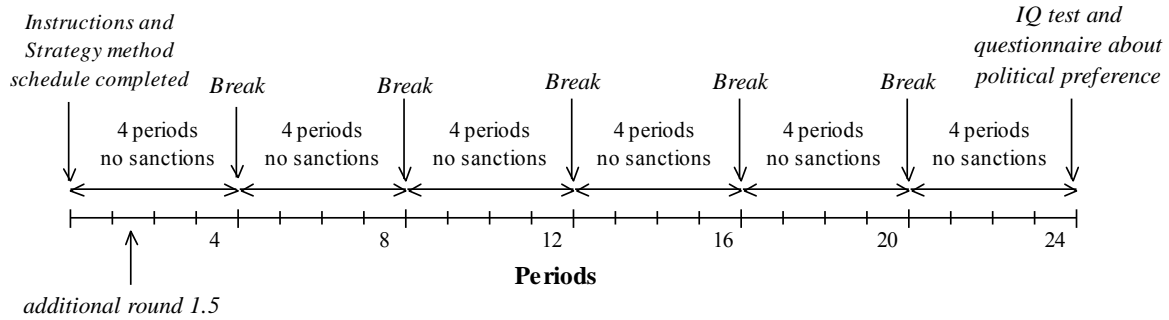 Instructions and
Strategy method
schedule completed
Break
Break
Break
Break
Break
IQ test and
questionnaire about
political preference
4 periods
no sanctions
4 periods
no sanctions
4 periods
no sanctions
4 periods
no sanctions
4 periods
no sanctions
4 periods
no sanctions
4
8
12
16
20
24
Periods
additional round 1.5